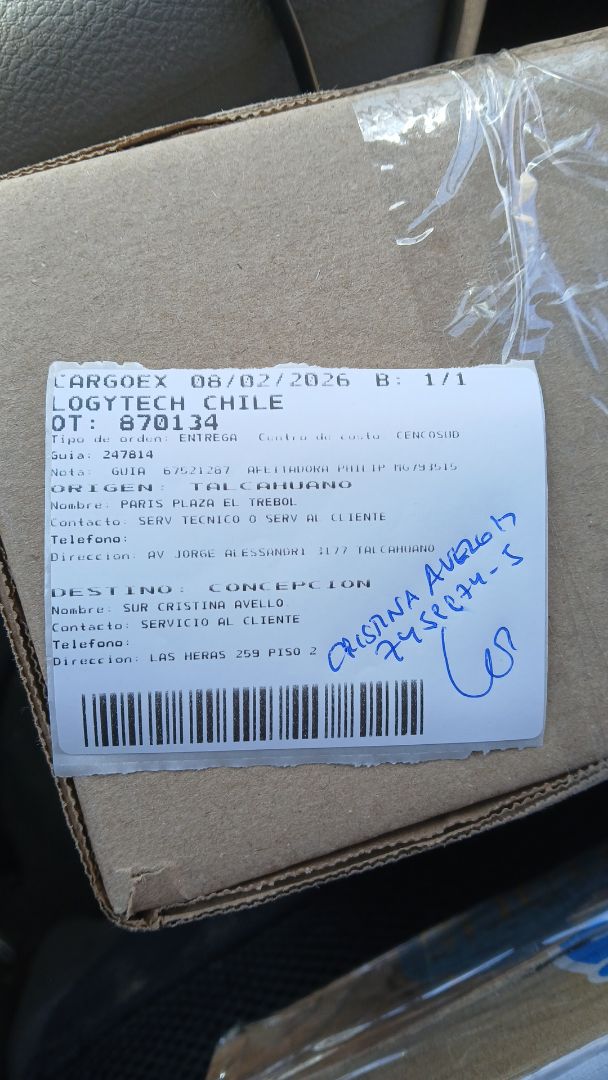 CARGOEX 08/02/2026 B: 1/1
LOGYTECH CHILE
OT: 870134
Tipo de orden: ENTREGA Centro de costo CENCOSUD
Guia: 247814
Nota: GUIA 67521287 AFEITADORA PHILIP MG793515
ORIGEN: TALCAHUANO
Nombre: PARIS PLAZA EL TREBOL
Contacto: SERV TECNICO O SERV AL CLIENTE
Telefono:
Direccion: AV JORGE ALESSANDRI 3177 TALCAHUANO
DESTINO: CONCEPCION
Nombre: SUR CRISTINA AVELLO
Contacto: SERVICIO AL CLIENTE
Telefono:
Direccion: LAS HERAS 259 PISO 2
CRISTINA AVELLO